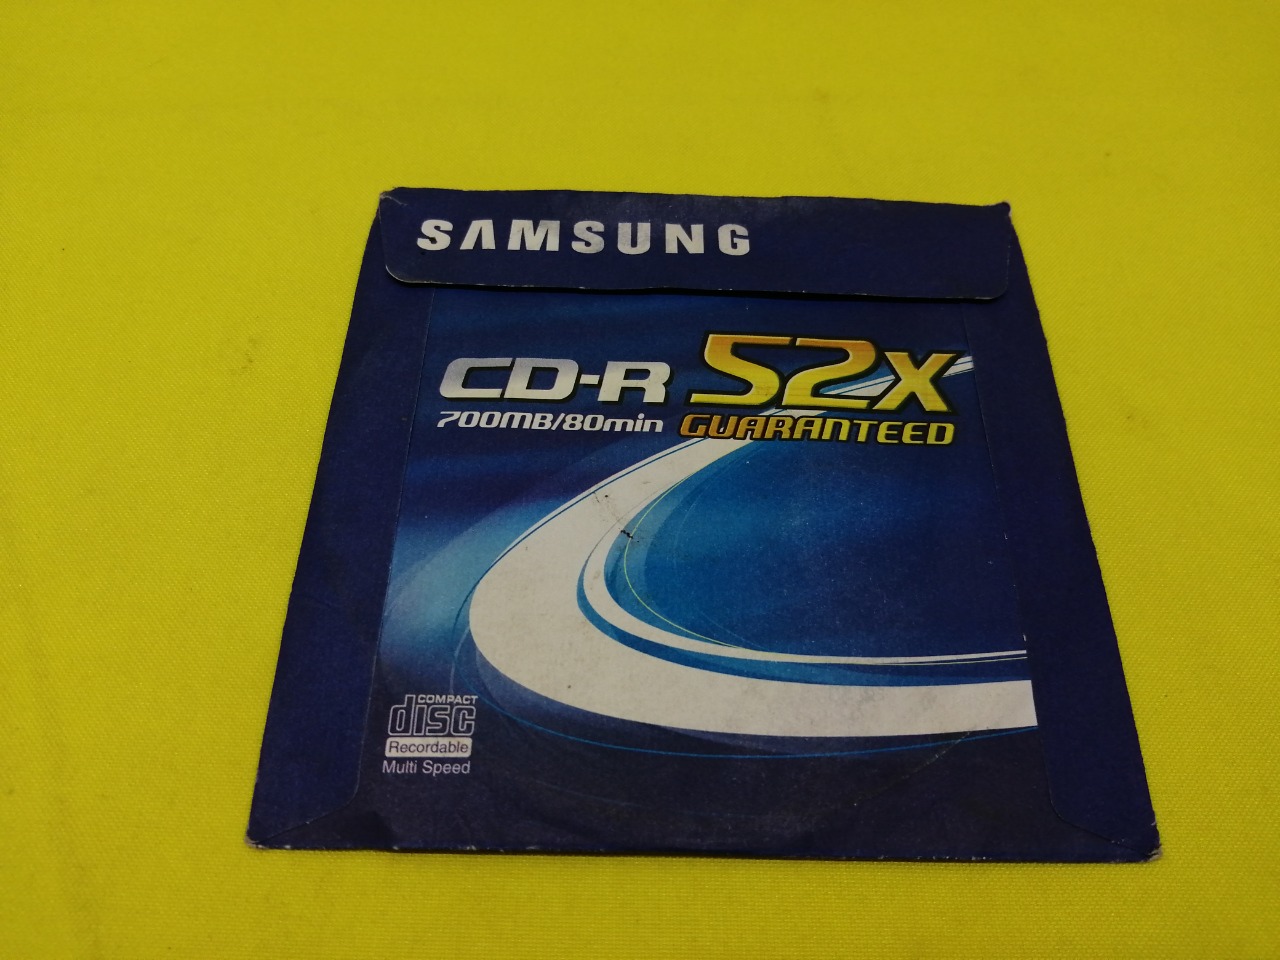 SAMSUNG
CD-R 52x
700MB/80min GUARANTEED
COMPACT
disc
Recordable
Multi Speed